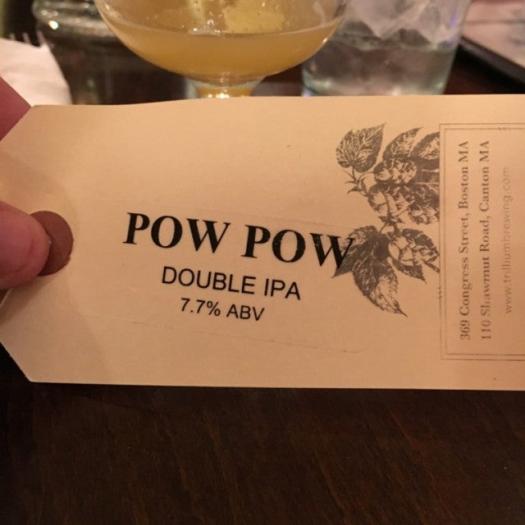 POW POW
DOUBLE IPA
7.7% ABV
369 Congress Street, Boston MA
110 Shawmut Road, Canton MA
www.trilliumbrewing.com